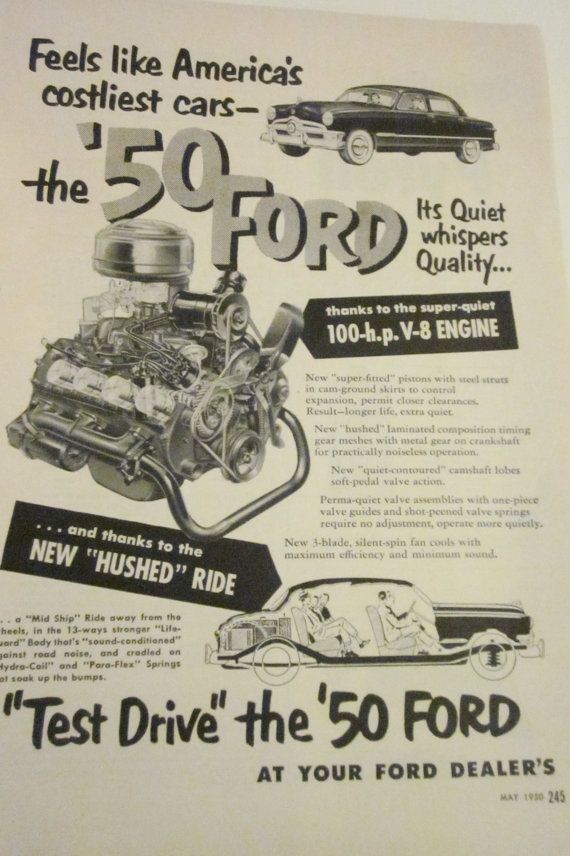 Feels like America's
costliest cars—
the '50 FORD
Its Quiet
whispers
Quality...
thanks to the super-quiet
100-h.p. V-8 ENGINE
New "super-fitted" pistons with steel struts
in cam-ground skirts to control
expansion, permit closer clearances.
Result—longer life, extra quiet.
New "hushed" laminated composition timing
gear meshes with metal gear on crankshaft
for practically noiseless operation.
New "quiet-contoured" camshaft lobes
soft-pedal valve action.
Perma-quiet valve assemblies with one-piece
valve guides and shot-peened valve springs
require no adjustment, operate more quietly.
New 3-blade, silent-spin fan cools with
maximum efficiency and minimum sound.
. . . and thanks to the
NEW "HUSHED" RIDE
. . a "Mid Ship" Ride away from the
heels, in the 13-ways stronger "Life-
uard" Body that's "sound-conditioned"
gainst road noise, and cradled on
Hydra-Coil" and "Para-Flex" Springs
at soak up the bumps.
"Test Drive" the '50 FORD
AT YOUR FORD DEALER'S
MAY 1950 245